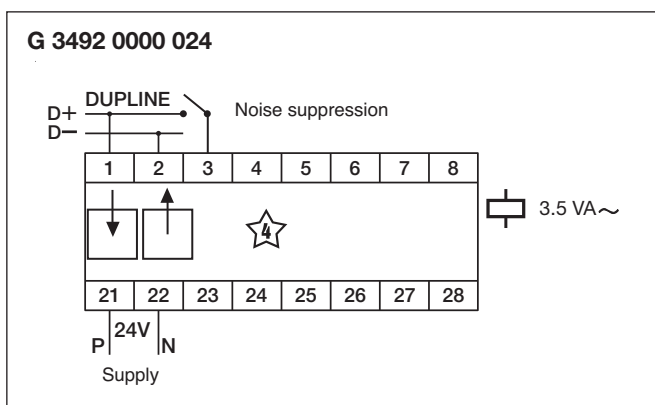 G 3492 0000 024
DUPLINE
D+
Noise suppression
D−
1 2 3 4 5 6 7 8
4
3.5 VA∼
21 22 23 24 25 26 27 28
24V
P N
Supply